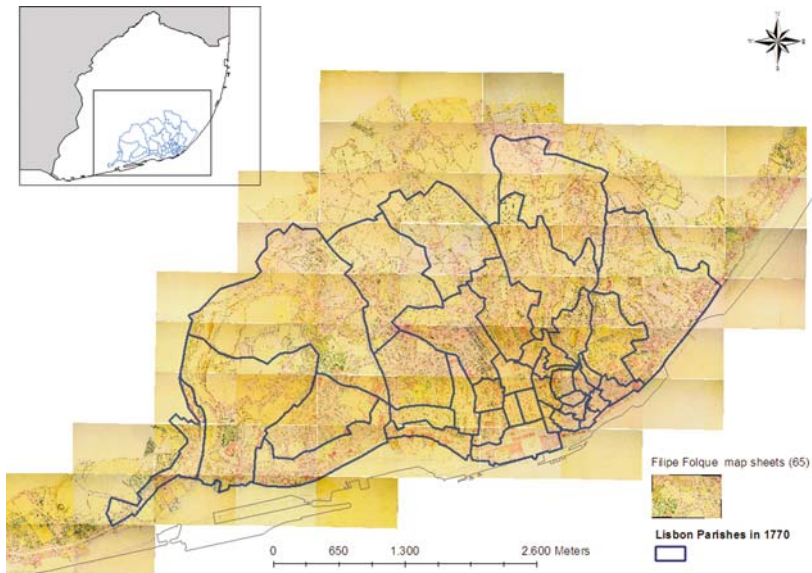 N
W
E
S
Filipe Folque map sheets (65)
Lisbon Parishes in 1770
0 650 1.300 2.600 Meters